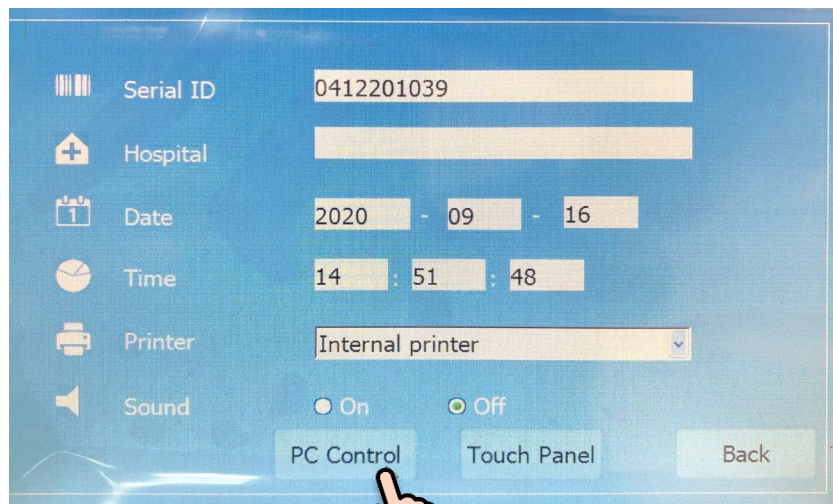 Serial ID 0412201039
Hospital
1 Date 2020 - 09 - 16
Time 14 : 51 : 48
Printer Internal printer
Sound On Off
PC Control Touch Panel Back